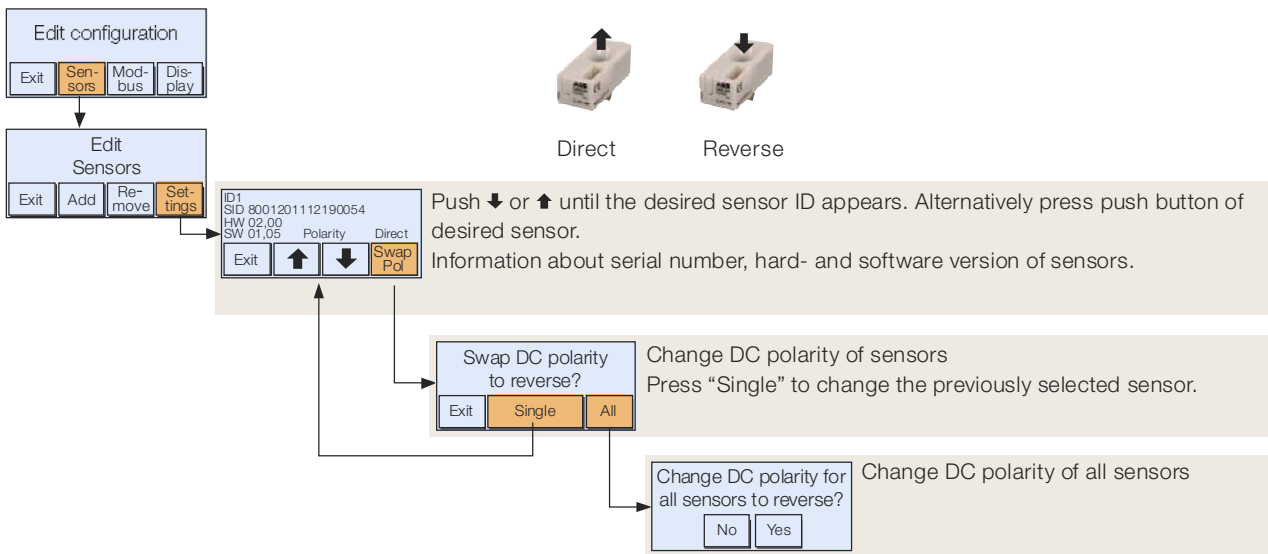 Edit configuration
Exit
Sen-
sors
Mod-
bus
Dis-
play
Direct
Reverse
Edit
Sensors
Exit
Add
Re-
move
Set-
tings
ID1
SID 8001201112190054
HW 02,00
SW 01,05 Polarity Direct
Exit
Swap
Pol
Push ⬇ or ⬆ until the desired sensor ID appears. Alternatively press push button of
desired sensor.
Information about serial number, hard- and software version of sensors.
Swap DC polarity
to reverse?
Exit
Single
All
Change DC polarity of sensors
Press “Single” to change the previously selected sensor.
Change DC polarity for
all sensors to reverse?
No
Yes
Change DC polarity of all sensors